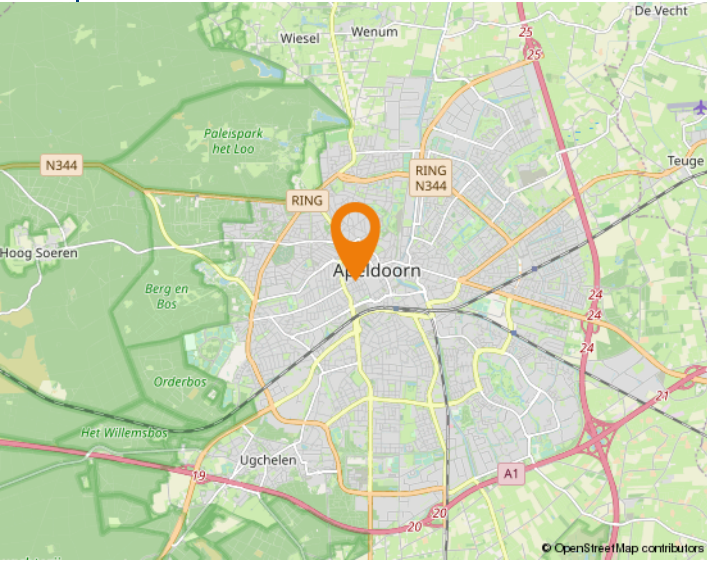 De Vecht
Wiesel
Wenum
25
25
Paleispark
het Loo
Teuge
N344
RING
N344
RING
Hoog Soeren
Apeldoorn
Berg en
Bos
24
24
24
Orderbos
21
Het Willemsbos
Ugchelen
19
A1
20
20
© OpenStreetMap contributors